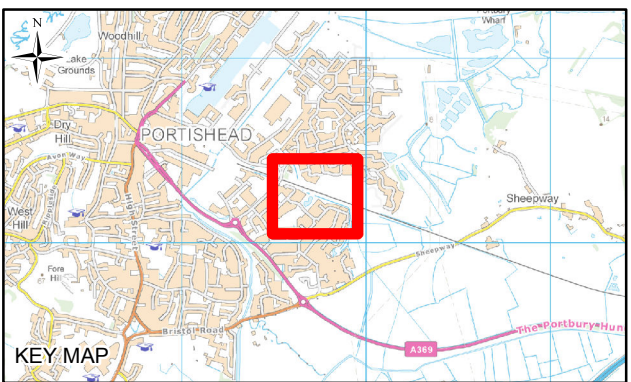 N
Woodhill
Portbury
Wharf
Lake
Grounds
Dry
Hill
PORTISHEAD
Avon Way
14
West
Hill
High Street
Sheepway
Sheepway
Fore
Hill
Bristol Road
The Portbury Hun
A369
KEY MAP